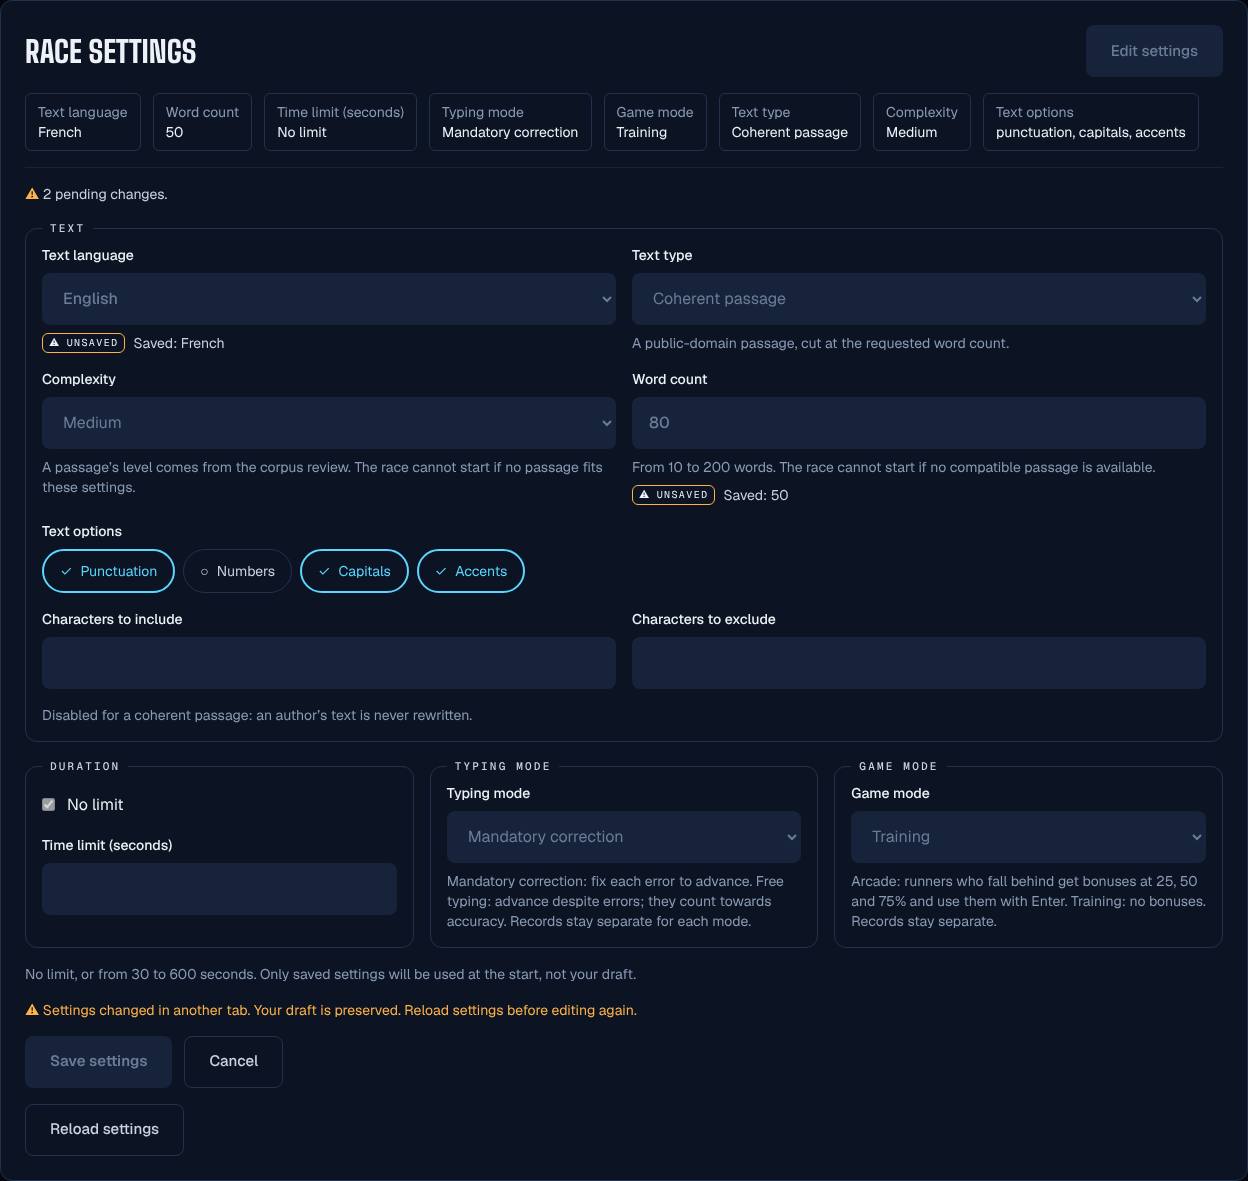 RACE SETTINGS
Edit settings
Text language
French
Word count
50
Time limit (seconds)
No limit
Typing mode
Mandatory correction
Game mode
Training
Text type
Coherent passage
Complexity
Medium
Text options
punctuation, capitals, accents
2 pending changes.
TEXT
Text language
English
UNSAVED Saved: French
Text type
Coherent passage
A public-domain passage, cut at the requested word count.
Complexity
Medium
A passage’s level comes from the corpus review. The race cannot start if no passage fits
these settings.
Word count
80
From 10 to 200 words. The race cannot start if no compatible passage is available.
UNSAVED Saved: 50
Text options
Punctuation Numbers Capitals Accents
Characters to include
Characters to exclude
Disabled for a coherent passage: an author’s text is never rewritten.
DURATION
No limit
Time limit (seconds)
TYPING MODE
Typing mode
Mandatory correction
Mandatory correction: fix each error to advance. Free
typing: advance despite errors; they count towards
accuracy. Records stay separate for each mode.
GAME MODE
Game mode
Training
Arcade: runners who fall behind get bonuses at 25, 50
and 75% and use them with Enter. Training: no bonuses.
Records stay separate.
No limit, or from 30 to 600 seconds. Only saved settings will be used at the start, not your draft.
Settings changed in another tab. Your draft is preserved. Reload settings before editing again.
Save settings
Cancel
Reload settings